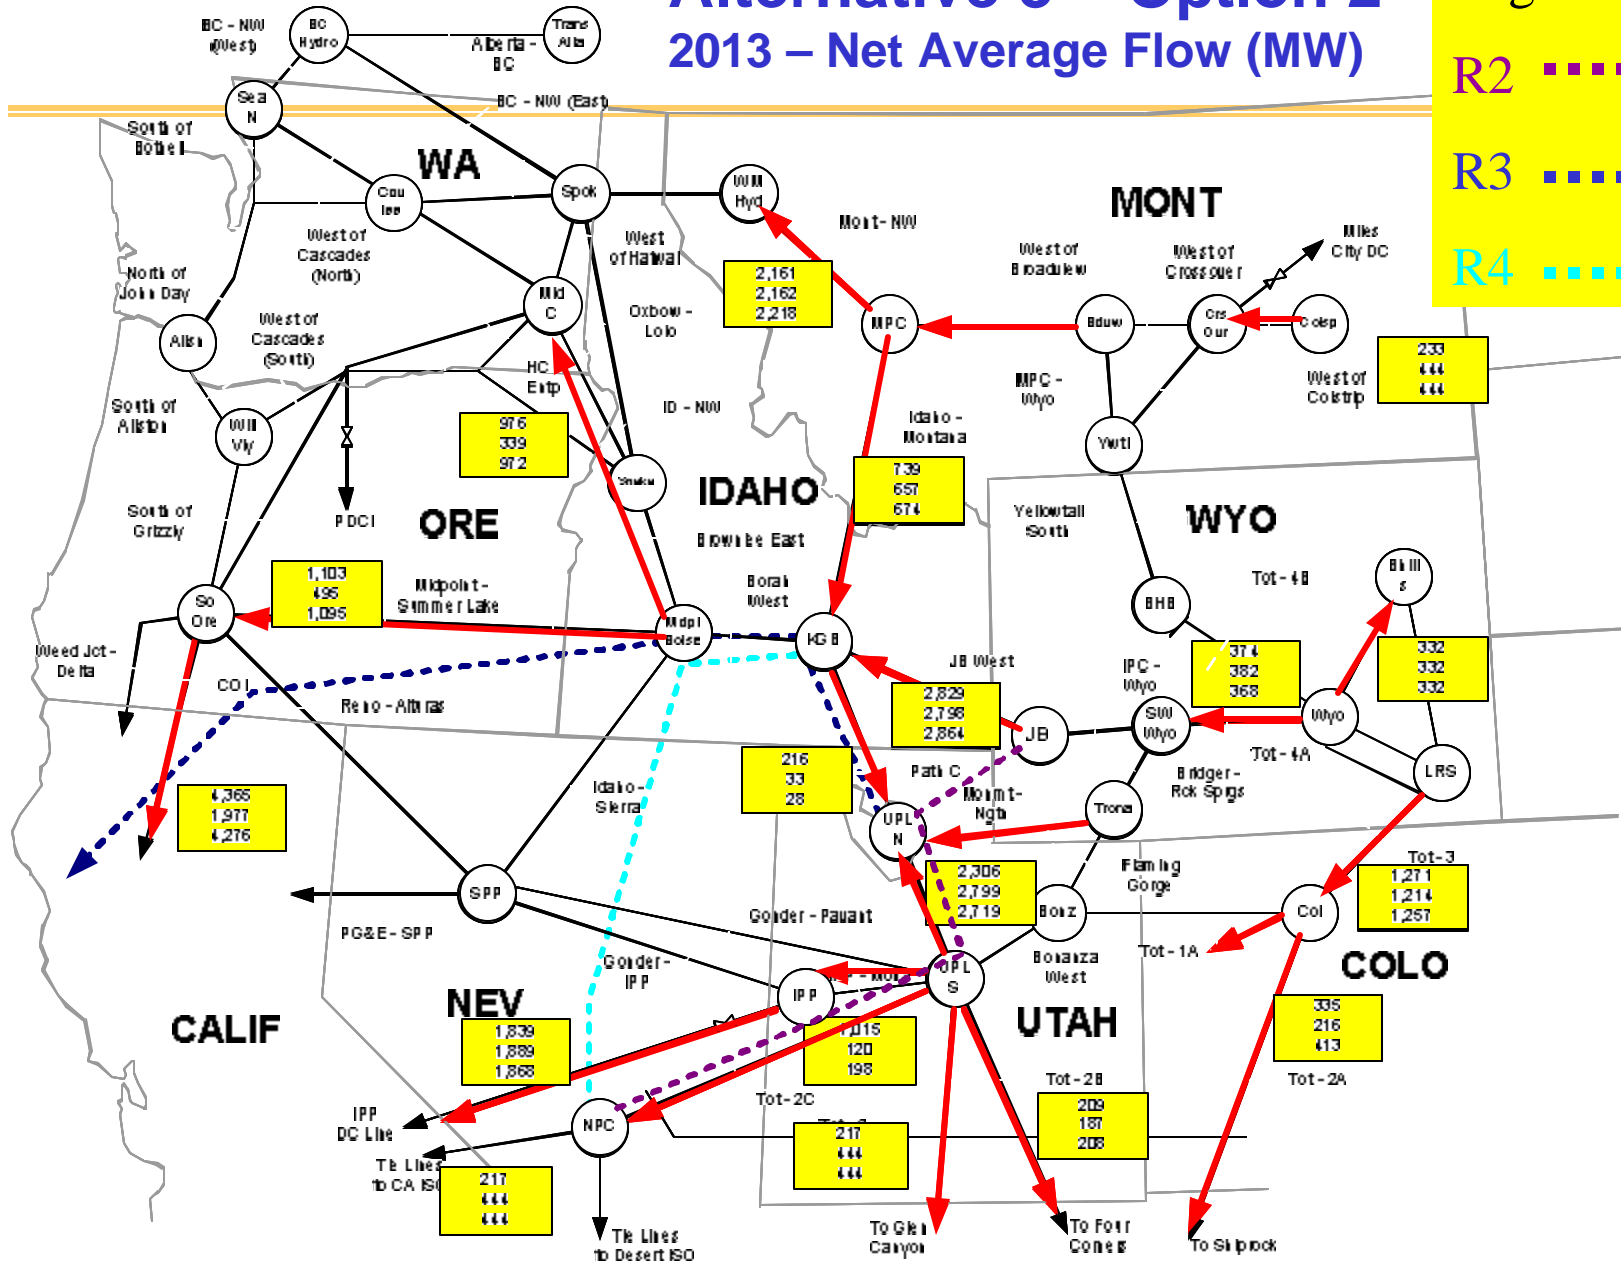 2013 – Net Average Flow (MW)
R2
R3
R4
BC - NW
(West)
BC
Hydro
Alberta -
BC
Trans
Alta
BC - NW (East)
Sea
N
South of
Bothell
WA
Cou
lee
Spok
WM
Hyd
Mont - NW
MONT
West of
Cascades
(North)
West
of Hatwai
West of
Broadview
West of
Crossover
Miles
City DC
North of
John Day
Mid
C
Oxbow -
Lolo
2,161
2,162
2,218
MPC
Bdvw
Crs
Ovr
Colsp
Alsn
West of
Cascades
(South)
HC
Entp
ID - NW
MPC -
Wyo
West of
Colstrip
233
444
444
South of
Allston
Will
Vly
976
339
972
Idaho -
Montana
Ywtl
Snake
IDAHO
739
657
674
PDCI
ORE
South of
Grizzly
Brownlee East
Yellowtail
South
WYO
1,103
495
1,095
Midpoint -
Summer Lake
Borah
West
Tot - 4B
BHB
So
Ore
Midpt
Boise
KGB
Weed Jct -
Delta
COI
Reno - Alturas
JB West
IPC -
Wyo
374
382
368
332
332
332
2,829
2,798
2,864
JB
SW
Wyo
Wyo
Tot - 4A
LRS
216
33
28
Path C
Bridger -
Rck Sprgs
Idaho -
Sierra
Trona
UPL
N
4,365
1,977
4,276
Flaming
Gorge
Tot - 3
1,271
1,214
1,257
2,306
2,799
2,719
SPP
Bonz
Col
PG&E - SPP
Gonder - Pavant
Tot - 1A
COLO
Gonder -
IPP
Bonanza
West
IPP
UPL
S
NEV
CALIF
UTAH
335
216
413
1,839
1,889
1,868
1,015
120
198
Tot - 2A
Tot - 2B
Tot - 2C
209
187
208
IPP
DC Line
NPC
217
444
444
Tie Lines
to CA ISO
217
444
444
Tie Lines
to Desert ISO
To Glen
Canyon
To Four
Corners
To Shiprock